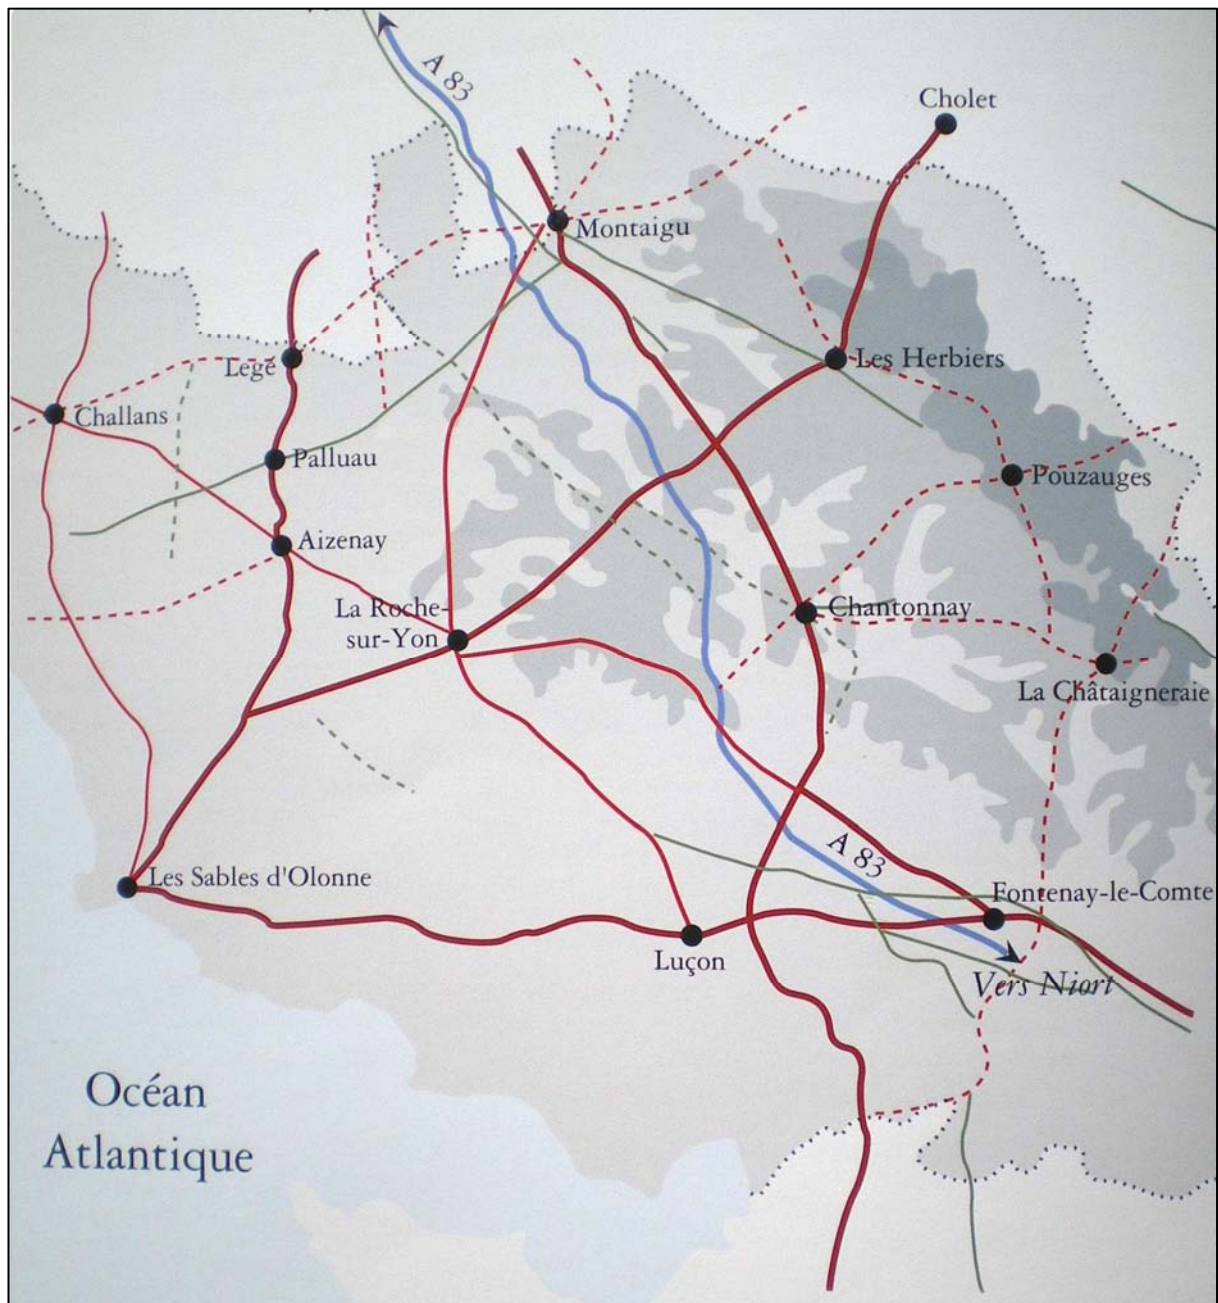 A 83
Cholet
Montaigu
Legé
Les Herbiers
Challans
Palluau
Pouzauges
Aizenay
La Roche-
sur-Yon
Chantonnay
La Châtaigneraie
A 83
Les Sables d'Olonne
Fontenay-le-Comte
Luçon
Vers Niort
Océan
Atlantique